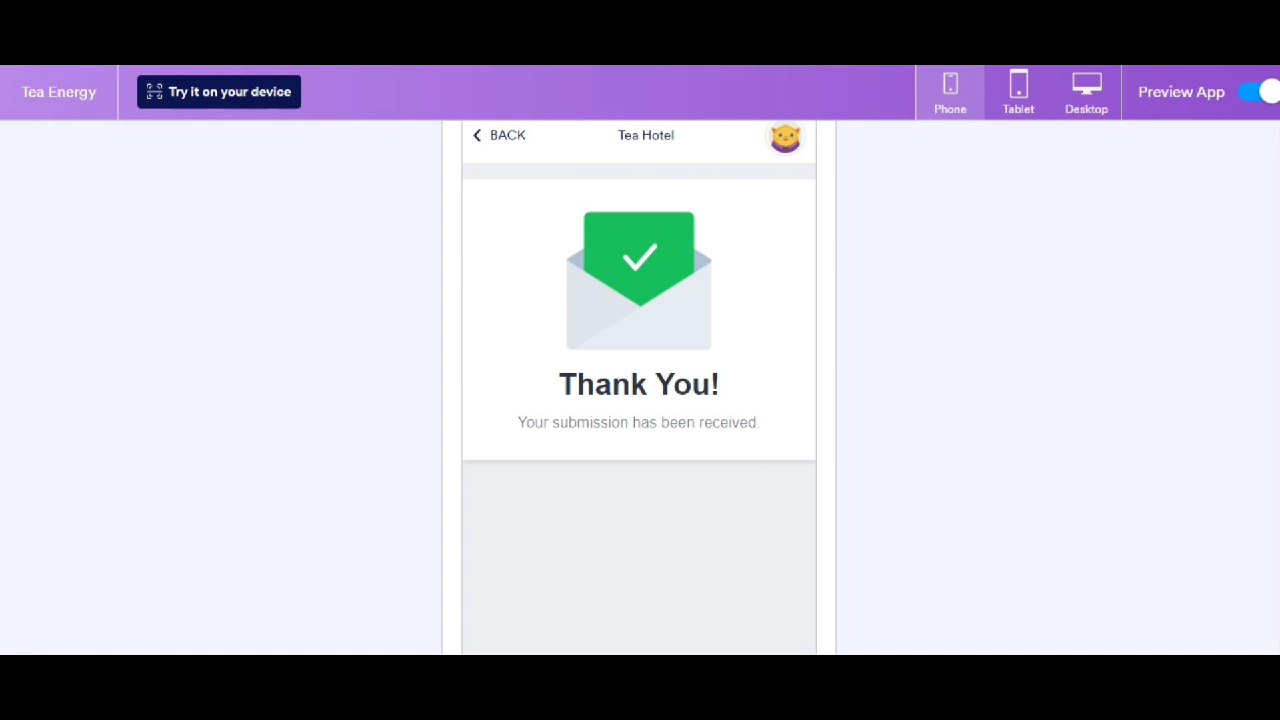 Tea Energy
Try it on your device
Phone
Tablet
Desktop
Preview App
BACK
Tea Hotel
Thank You!
Your submission has been received.